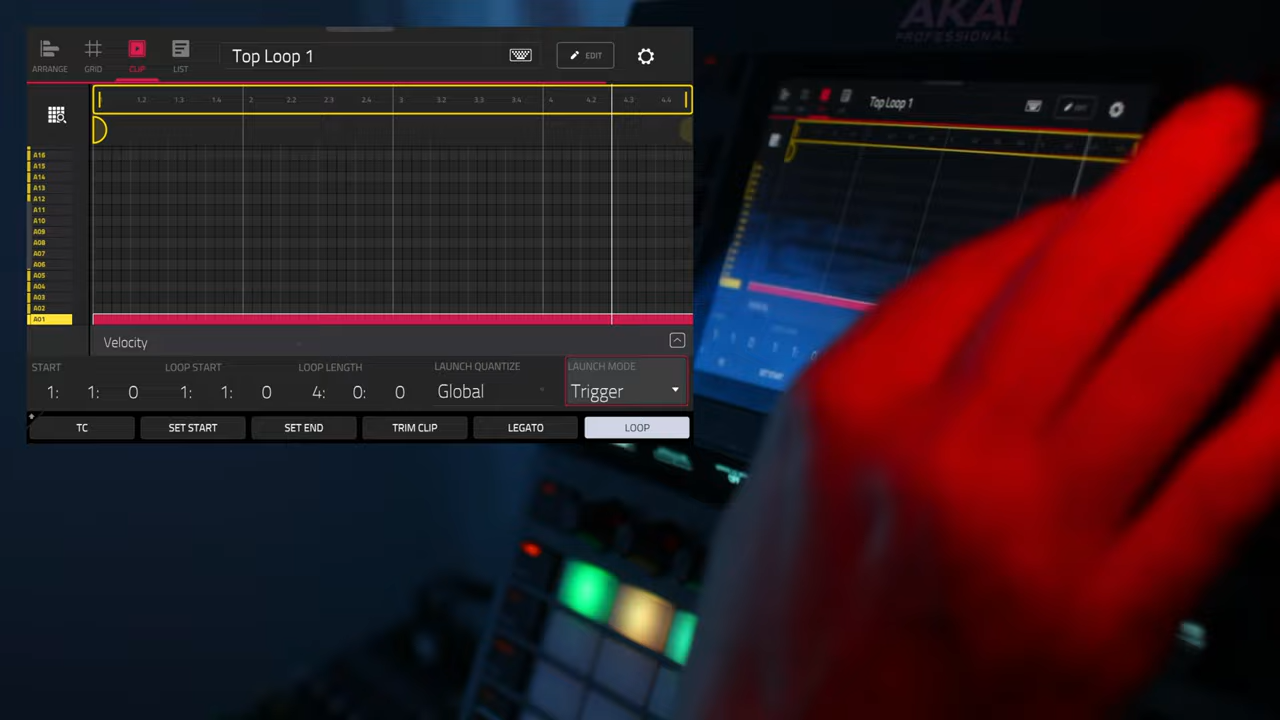 AKAI
PROFESSIONAL
ARRANGE
GRID
CLIP
LIST
Top Loop 1
EDIT
1.2 1.3 1.4 2 2.2 2.3 2.4 3 3.2 3.3 3.4 4 4.2 4.3 4.4
A16
A15
A14
A13
A12
A11
A10
A09
A08
A07
A06
A05
A04
A03
A02
A01
Velocity
START
LOOP START
LOOP LENGTH
LAUNCH QUANTIZE
LAUNCH MODE
1: 1: 0
1: 1: 0
4: 0: 0
Global
Trigger
TC
SET START
SET END
TRIM CLIP
LEGATO
LOOP
Top Loop 1